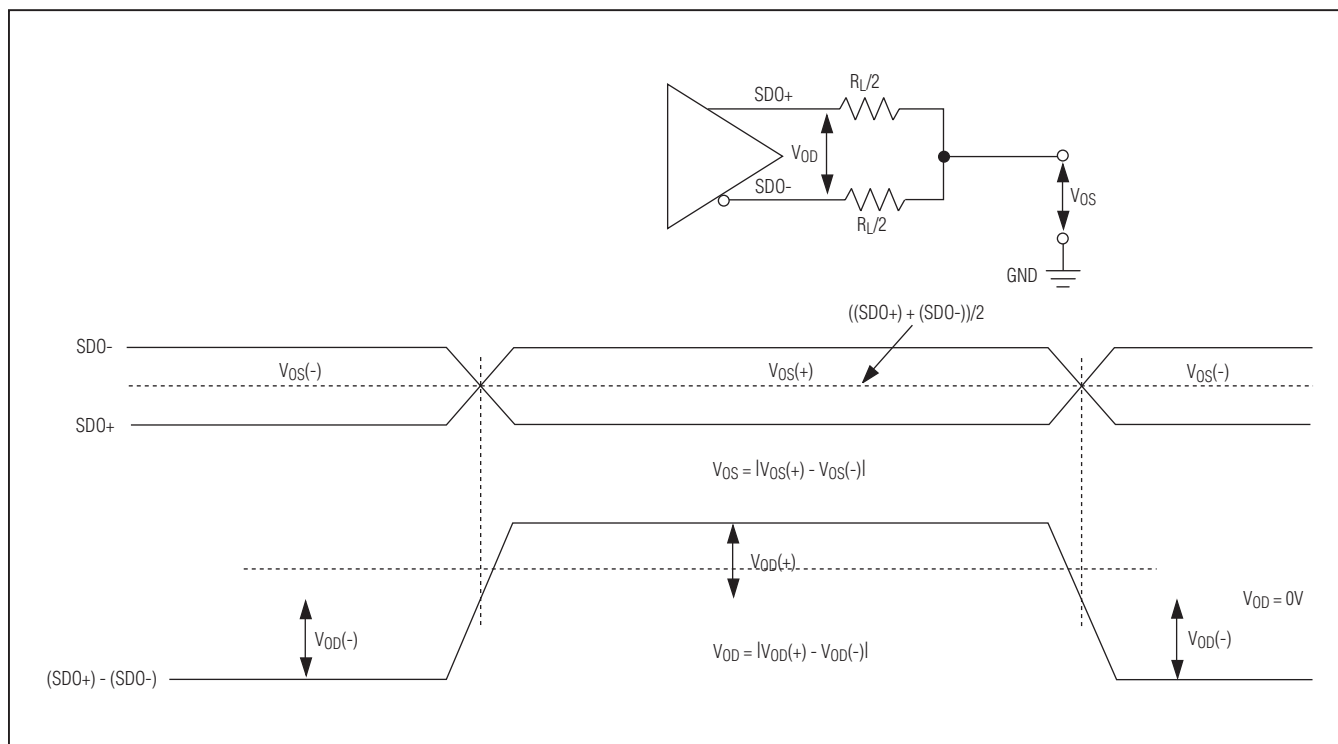 SDO+
RL/2
VOD
SDO-
RL/2
VOS
GND
((SDO+) + (SDO-))/2
SDO-
VOS(-)
VOS(+)
VOS(-)
SDO+
VOS = |VOS(+) - VOS(-)|
VOD(+)
VOD = 0V
VOD(-)
VOD(-)
VOD = |VOD(+) - VOD(-)|
(SDO+) - (SDO-)